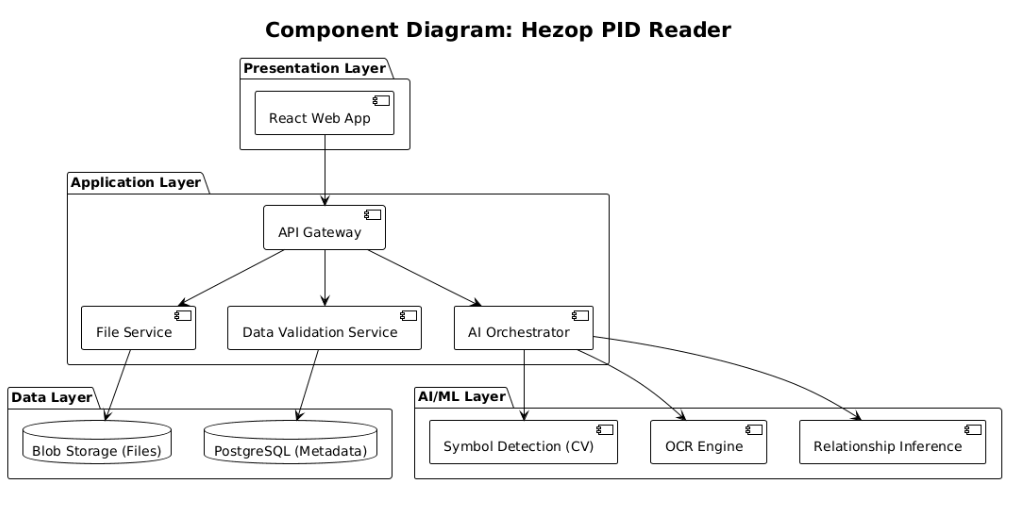 Component Diagram: Hezop PID Reader
Presentation Layer
React Web App
Application Layer
API Gateway
File Service
Data Validation Service
AI Orchestrator
Data Layer
Blob Storage (Files)
PostgreSQL (Metadata)
AI/ML Layer
Symbol Detection (CV)
OCR Engine
Relationship Inference